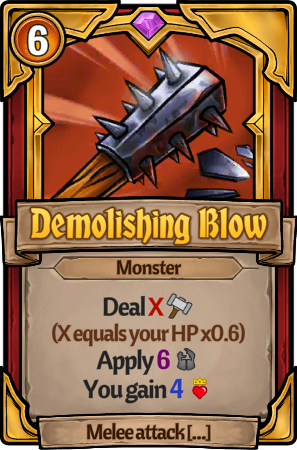 6
Demolishing Blow
Monster
Deal X
(X equals your HP x0.6)
Apply 6
You gain 4
Melee attack [...]